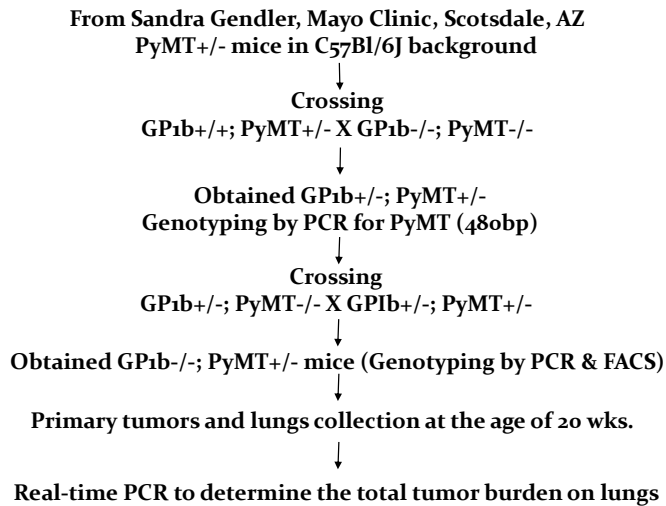 From Sandra Gendler, Mayo Clinic, Scotsdale, AZ
PyMT+/- mice in C57Bl/6J background
Crossing
GP1b+/+; PyMT+/- X GP1b-/-; PyMT-/-
Obtained GP1b+/-; PyMT+/-
Genotyping by PCR for PyMT (480bp)
Crossing
GP1b+/-; PyMT-/- X GPIb+/-; PyMT+/-
Obtained GP1b-/-; PyMT+/- mice (Genotyping by PCR & FACS)
Primary tumors and lungs collection at the age of 20 wks.
Real-time PCR to determine the total tumor burden on lungs